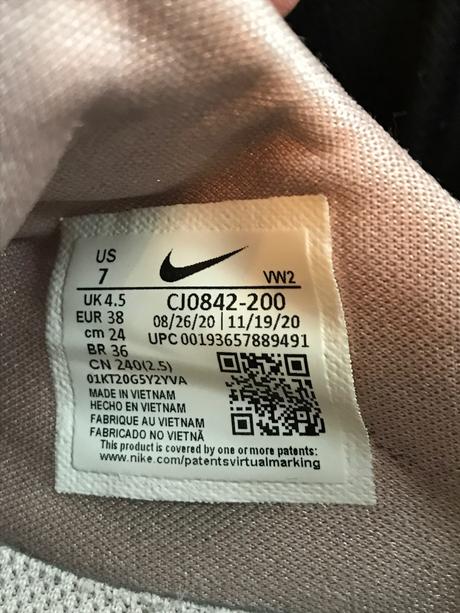 US
7
VW2
UK 4.5
CJ0842-200
EUR 38
08/26/20 | 11/19/20
cm 24
UPC 00193657889491
BR 36
CN 240(2.5)
01KT20G5Y2YVA
MADE IN VIETNAM
HECHO EN VIETNAM
FABRIQUE AU VIETNAM
FABRICADO NO VIETNÃ
This product is covered by one or more patents:
www.nike.com/patentsvirtualmarking